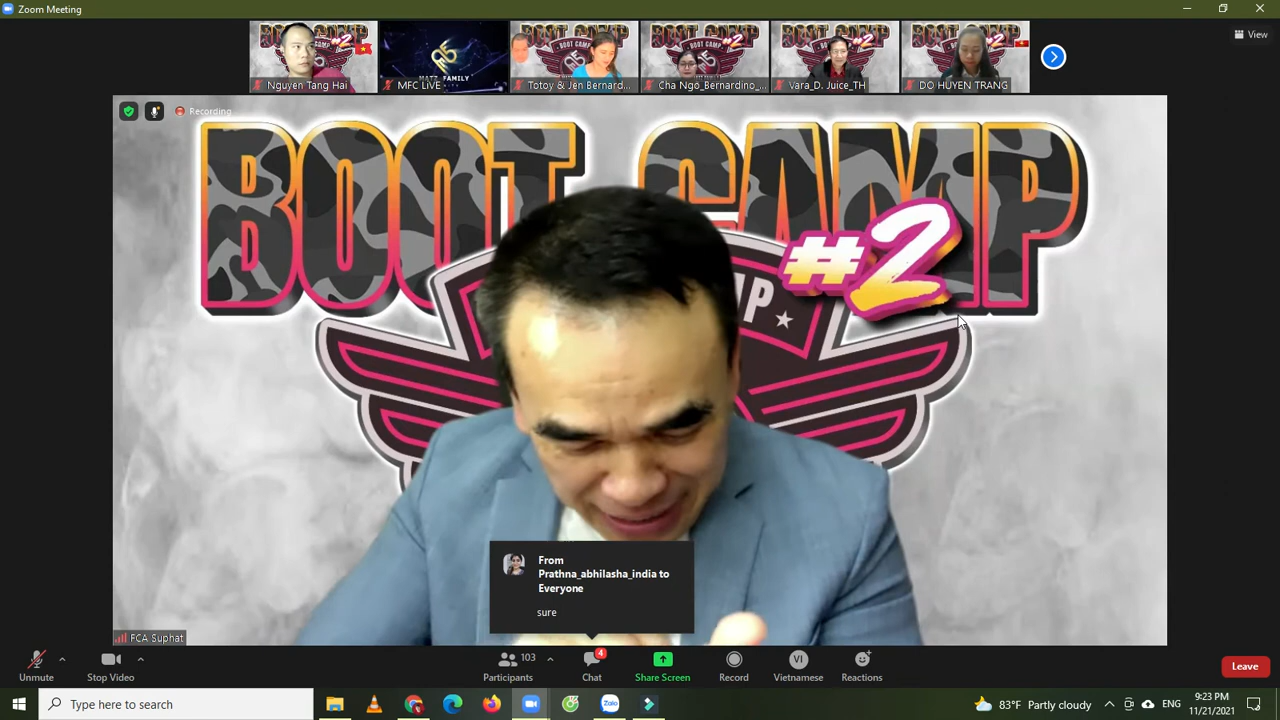 Zoom Meeting
View
Nguyen Tang Hai
MFC LIVE
Totoy & Jen Bernard...
Cha Ngo_Bernardino_...
Vara_D. Juice_TH
DO HUYEN TRANG
Recording
BOOT CAMP
#2
From
Prathna_abhilasha_india to
Everyone
sure
FCA Suphat
Unmute
Stop Video
103
Participants
4
Chat
Share Screen
Record
VI
Vietnamese
Reactions
Leave
Type here to search
Zalo
83°F Partly cloudy
ENG
9:23 PM
11/21/2021